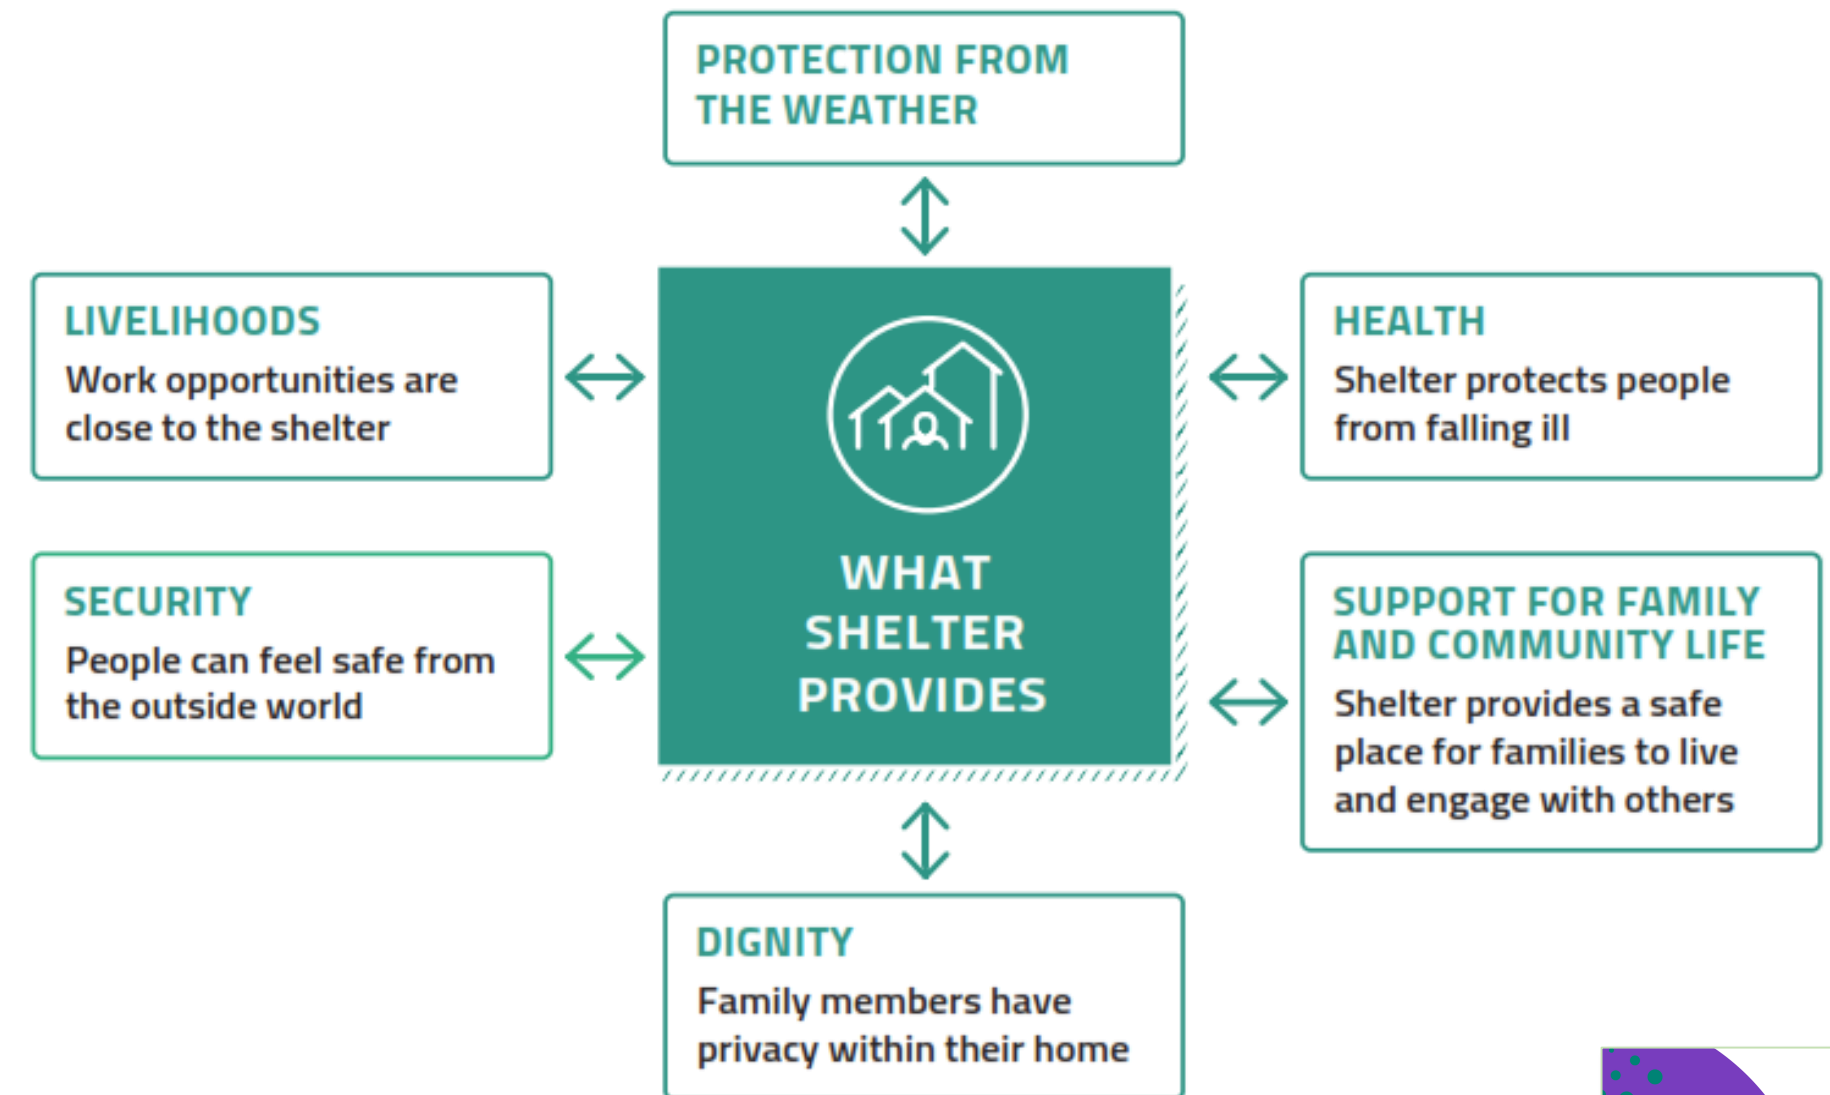 PROTECTION FROM
THE WEATHER
LIVELIHOODS
Work opportunities are
close to the shelter
HEALTH
Shelter protects people
from falling ill
WHAT
SHELTER
PROVIDES
SECURITY
People can feel safe from
the outside world
SUPPORT FOR FAMILY
AND COMMUNITY LIFE
Shelter provides a safe
place for families to live
and engage with others
DIGNITY
Family members have
privacy within their home